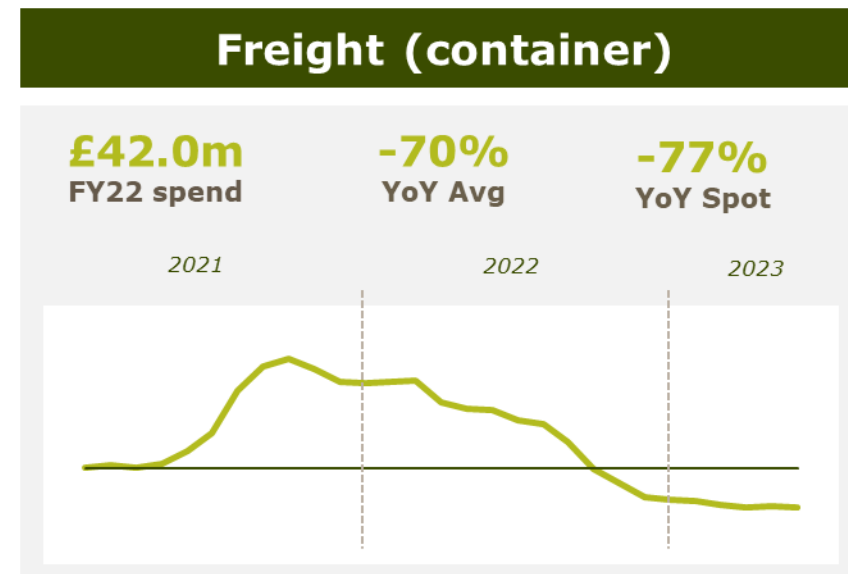 Freight (container)
£42.0m
FY22 spend
-70%
YoY Avg
-77%
YoY Spot
2021
2022
2023